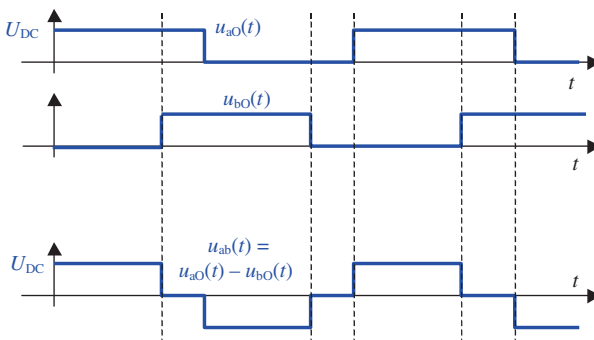 U_DC
u_aO(t)
t
u_bO(t)
t
u_ab(t) =
u_aO(t) − u_bO(t)
U_DC
t